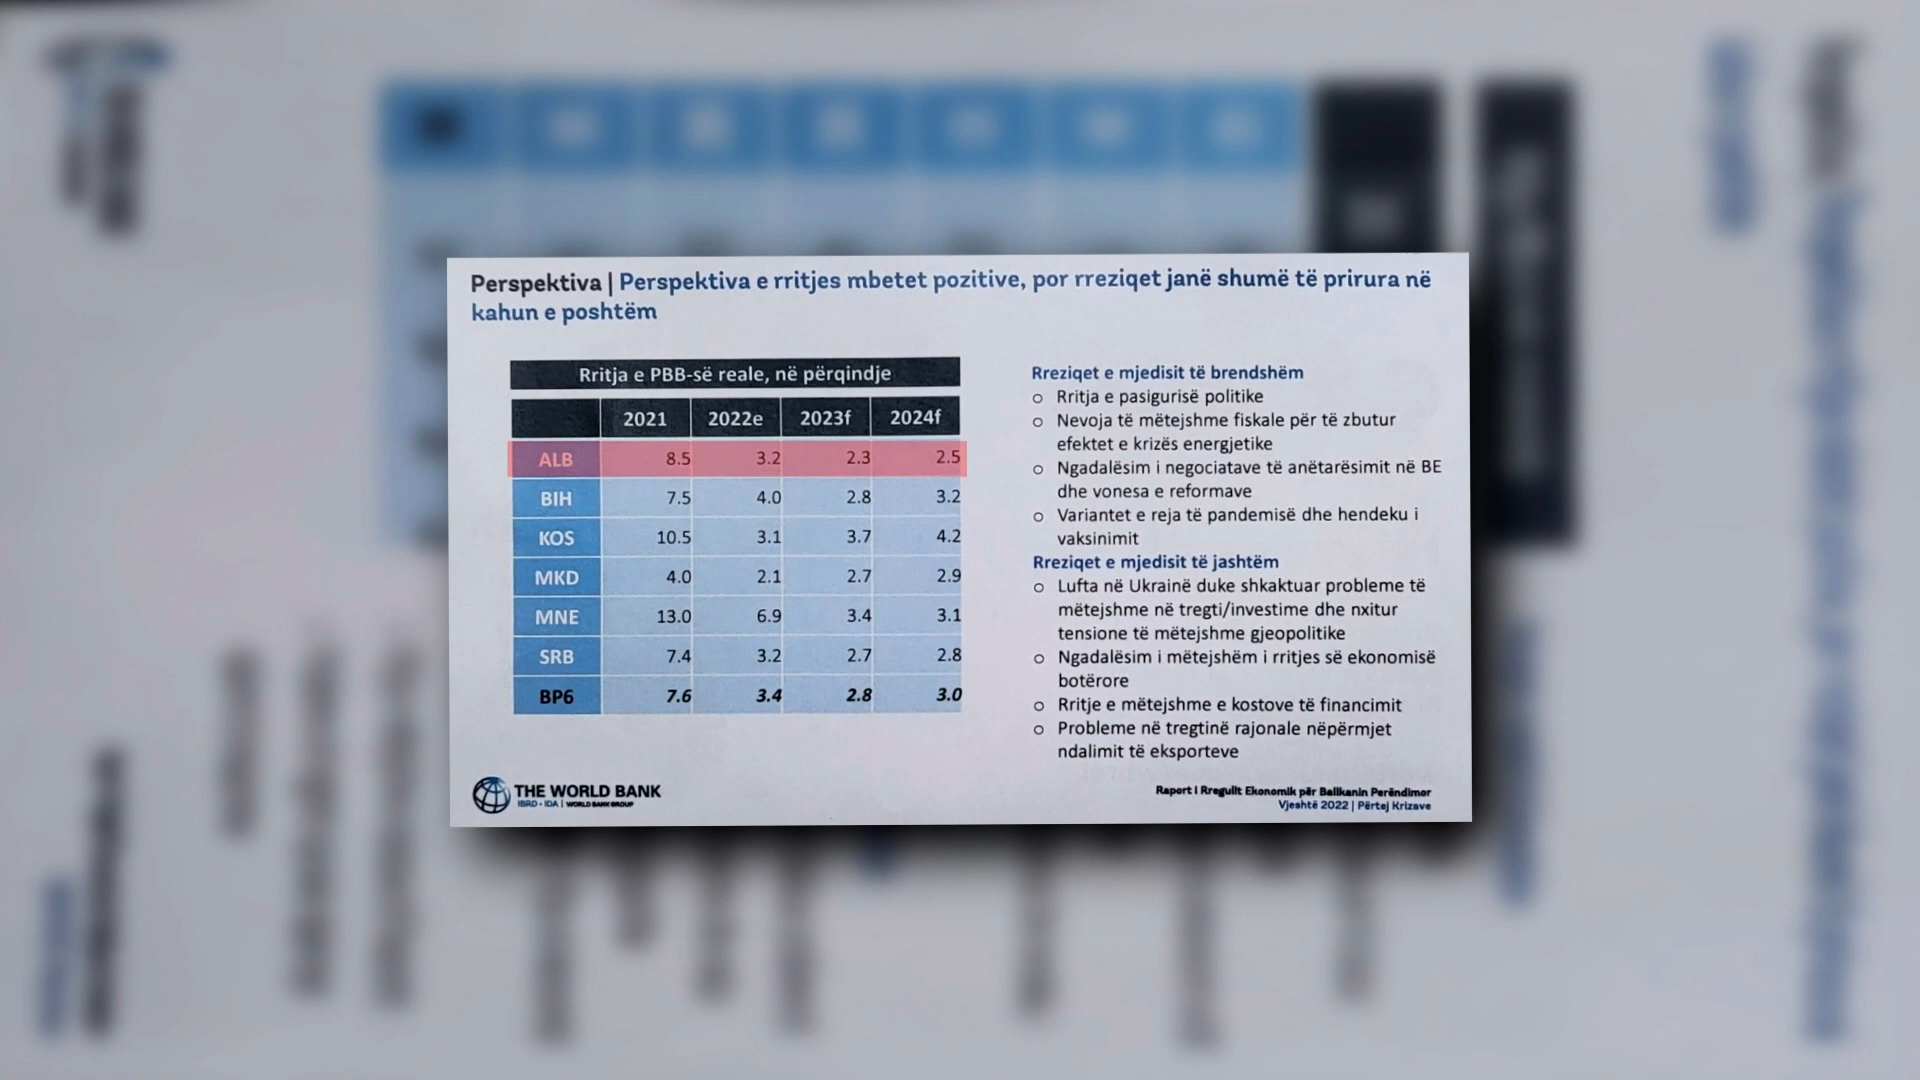 Perspektiva | Perspektiva e rritjes mbetet pozitive, por rreziqet janë shumë të prirura në
kahun e poshtëm
Rritja e PBB-së reale, në përqindje
2021 2022e 2023f 2024f
ALB 8.5 3.2 2.3 2.5
BIH 7.5 4.0 2.8 3.2
KOS 10.5 3.1 3.7 4.2
MKD 4.0 2.1 2.7 2.9
MNE 13.0 6.9 3.4 3.1
SRB 7.4 3.2 2.7 2.8
BP6 7.6 3.4 2.8 3.0
Rreziqet e mjedisit të brendshëm
o Rritja e pasigurisë politike
o Nevoja të mëtejshme fiskale për të zbutur
efektet e krizës energjetike
o Ngadalësim i negociatave të anëtarësimit në BE
dhe vonesa e reformave
o Variantet e reja të pandemisë dhe hendeku i
vaksinimit
Rreziqet e mjedisit të jashtëm
o Lufta në Ukrainë duke shkaktuar probleme të
mëtejshme në tregti/investime dhe nxitur
tensione të mëtejshme gjeopolitike
o Ngadalësim i mëtejshëm i rritjes së ekonomisë
botërore
o Rritje e mëtejshme e kostove të financimit
o Probleme në tregtinë rajonale nëpërmjet
ndalimit të eksporteve
THE WORLD BANK
IBRD • IDA | WORLD BANK GROUP
Raport i Rregullt Ekonomik për Ballkanin Perëndimor
Vjeshtë 2022 | Përtej Krizave